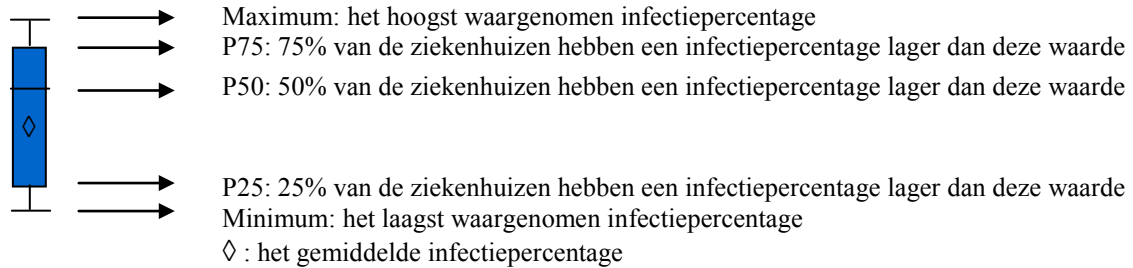 Maximum: het hoogst waargenomen infectiepercentage
P75: 75% van de ziekenhuizen hebben een infectiepercentage lager dan deze waarde
P50: 50% van de ziekenhuizen hebben een infectiepercentage lager dan deze waarde
P25: 25% van de ziekenhuizen hebben een infectiepercentage lager dan deze waarde
Minimum: het laagst waargenomen infectiepercentage
◊ : het gemiddelde infectiepercentage